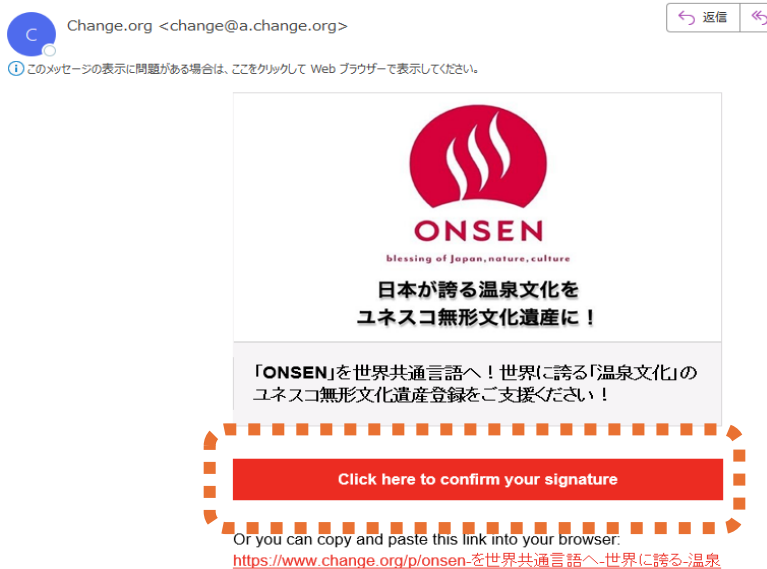 Change.org <change@a.change.org>
返信
C
このメッセージの表示に問題がある場合は、ここをクリックして Web ブラウザーで表示してください。
ONSEN
blessing of Japan,nature,culture
日本が誇る温泉文化を
ユネスコ無形文化遺産に！
「ONSEN」を世界共通言語へ！世界に誇る「温泉文化」の
ユネスコ無形文化遺産登録をご支援ください！
Click here to confirm your signature
Or you can copy and paste this link into your browser:
https://www.change.org/p/onsen-を世界共通言語へ-世界に誇る-温泉